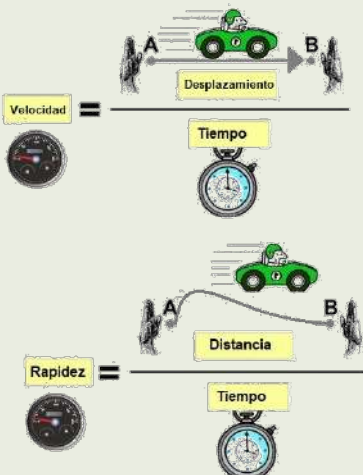 A B
Desplazamiento
Velocidad =
Tiempo
A B
Distancia
Rapidez =
Tiempo